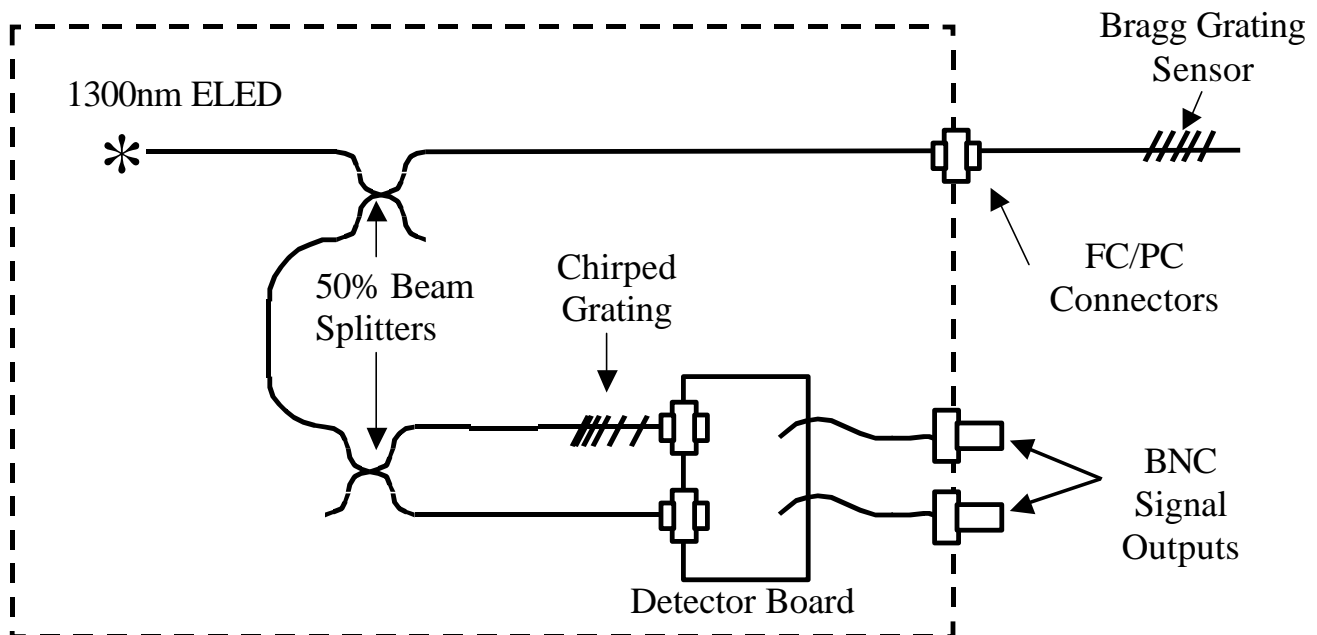 Bragg Grating
Sensor
1300nm ELED
FC/PC
Connectors
50% Beam
Splitters
Chirped
Grating
BNC
Signal
Outputs
Detector Board